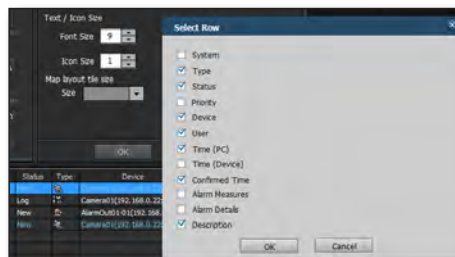 Text / Icon Size
Font Size 9
Icon Size 1
Map layout tile size
Size
OK
Select Row
System
Type
Status
Priority
Device
User
Time (PC)
Time (Device)
Confirmed Time
Alarm Measures
Alarm Details
Description
OK Cancel
Status Type Device
New
Log Camera01(192.168.0.22
New AlarmOut01-01(192.168.
New Camera01(192.168.0.22